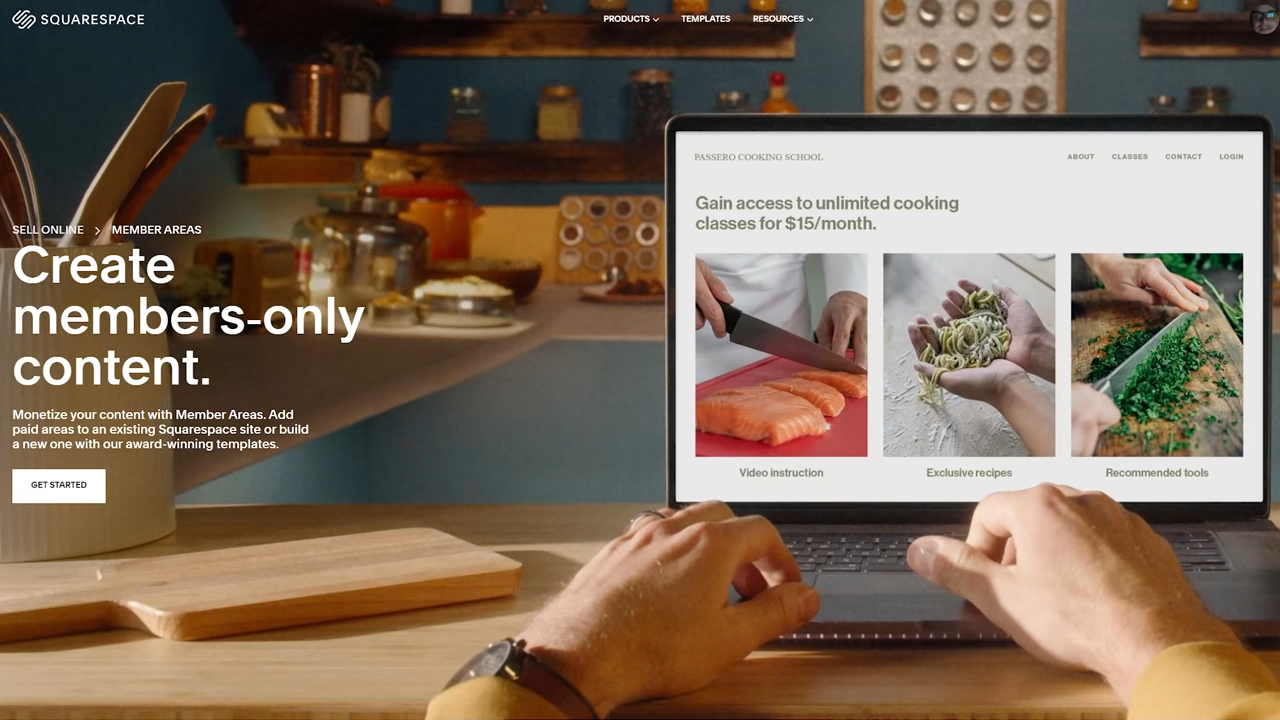 SQUARESPACE
PRODUCTS
TEMPLATES
RESOURCES
SELL ONLINE > MEMBER AREAS
Create
members-only
content.
Monetize your content with Member Areas. Add
paid areas to an existing Squarespace site or build
a new one with our award-winning templates.
GET STARTED
PASSERO COOKING SCHOOL
ABOUT
CLASSES
CONTACT
LOGIN
Gain access to unlimited cooking
classes for $15/month.
Video instruction
Exclusive recipes
Recommended tools